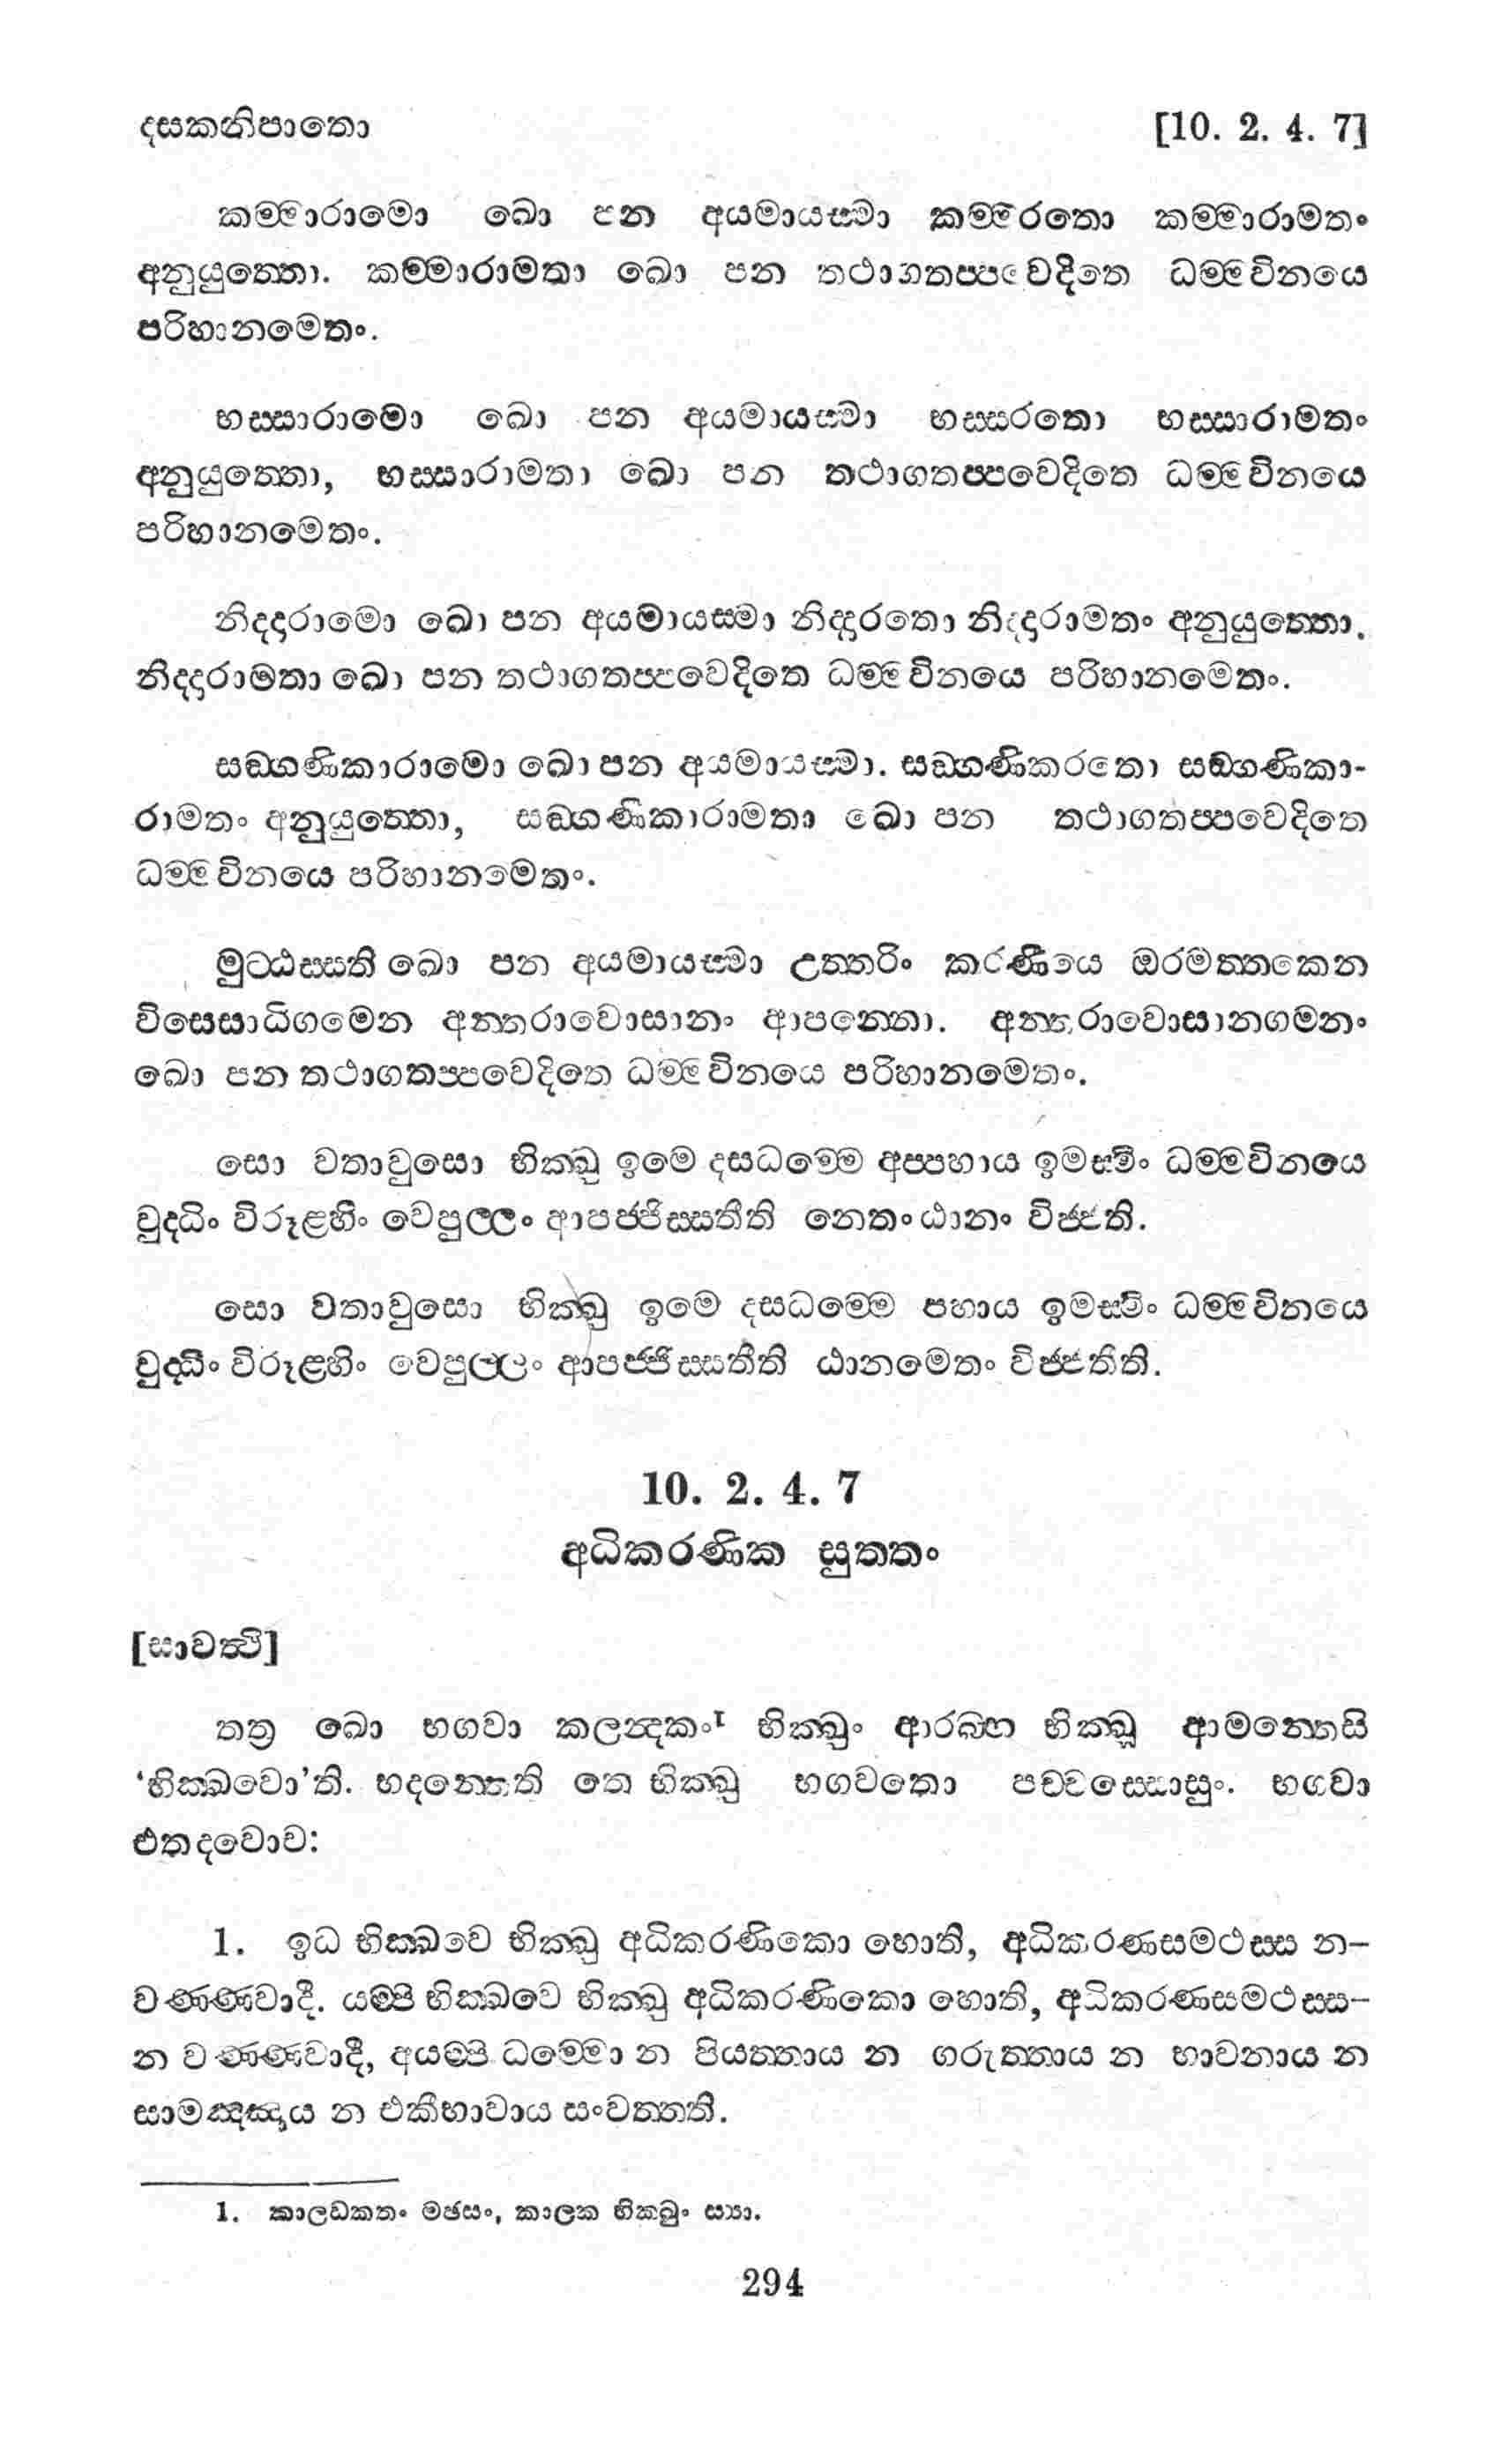 දසකනිපාතො [10. 2. 4. 7]
කම්මාරාමො ඛො පන අයමායස්මා කම්මරතො කම්මාරාමතං
අනුයුත්තො. කම්මාරාමතා ඛො පන තථාගතප්පවෙදිතෙ ධම්මවිනයෙ
පරිහානමෙතං.
භස්සාරාමො ඛො පන අයමායස්මා භස්සරතො භස්සාරාමතං
අනුයුත්තො, භස්සාරාමතා ඛො පන තථාගතප්පවෙදිතෙ ධම්මවිනයෙ
පරිහානමෙතං.
නිද්දාරාමො ඛො පන අයමායස්මා නිද්දාරතො නිද්දාරාමතං අනුයුත්තො.
නිද්දාරාමතා ඛො පන තථාගතප්පවෙදිතෙ ධම්මවිනයෙ පරිහානමෙතං.
සඞ්ගණිකාරාමො ඛො පන අයමායස්මා. සඞ්ගණිකරතො සඞ්ගණිකා-
රාමතං අනුයුත්තො, සඞ්ගණිකාරාමතා ඛො පන තථාගතප්පවෙදිතෙ
ධම්මවිනයෙ පරිහානමෙතං.
මුට්ඨස්සති ඛො පන අයමායස්මා උත්තරිං කරණීයෙ ඔරමත්තකෙන
විසෙසාධිගමෙන අන්තරාවොසානං ආපන්නො. අන්තරාවොසානගමනං
ඛො පන තථාගතප්පවෙදිතෙ ධම්මවිනයෙ පරිහානමෙතං.
සො වතාවුසො භික්ඛු ඉමෙ දසධම්මෙ අප්පහාය ඉමස්මිං ධම්මවිනයෙ
වුද්ධිං විරූළ්හිං වෙපුල්ලං ආපජ්ජිස්සතීති නෙතං ඨානං විජ්ජති.
සො වතාවුසො භික්ඛු ඉමෙ දසධම්මෙ පහාය ඉමස්මිං ධම්මවිනයෙ
වුද්ධිං විරූළ්හිං වෙපුල්ලං ආපජ්ජිස්සතීති ඨානමෙතං විජ්ජතීති.
10. 2. 4. 7
අධිකරණික සුත්තං
[සාවත්ථි]
තත්‍ර ඛො භගවා කලන්දකං¹ භික්ඛුං ආරබ්භ භික්ඛූ ආමන්තෙසි
‘භික්ඛවො’ති. භදන්තෙති තෙ භික්ඛු භගවතො පච්චස්සොසුං. භගවා
එතදවොච:
1. ඉධ භික්ඛවෙ භික්ඛු අධිකරණිකො හොති, අධිකරණසමථස්ස න-
වණ්ණවාදී. යම්පි භික්ඛවෙ භික්ඛු අධිකරණිකො හොති, අධිකරණසමථස්ස-
න වණ්ණවාදී, අයම්පි ධම්මො න පියත්තාය න ගරුත්තාය න භාවනාය න
සාමඤ්ඤාය න එකීභාවාය සංවත්තති.
1. කාලඩකතං මඡසං, කාලක භික්ඛුං ස්‍යා.
294